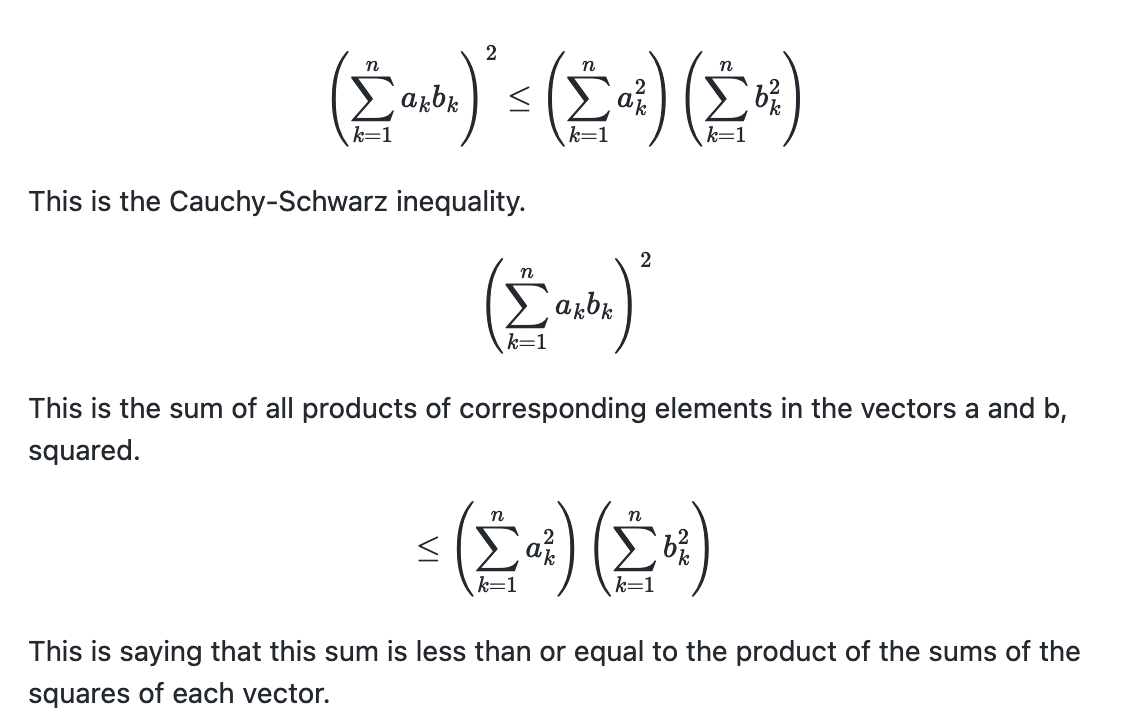 $$\left( \sum_{k=1}^n a_k b_k \right)^2 \leq \left( \sum_{k=1}^n a_k^2 \right) \left( \sum_{k=1}^n b_k^2 \right)$$
This is the Cauchy-Schwarz inequality.
$$\left( \sum_{k=1}^n a_k b_k \right)^2$$
This is the sum of all products of corresponding elements in the vectors a and b,
squared.
$$\leq \left( \sum_{k=1}^n a_k^2 \right) \left( \sum_{k=1}^n b_k^2 \right)$$
This is saying that this sum is less than or equal to the product of the sums of the
squares of each vector.